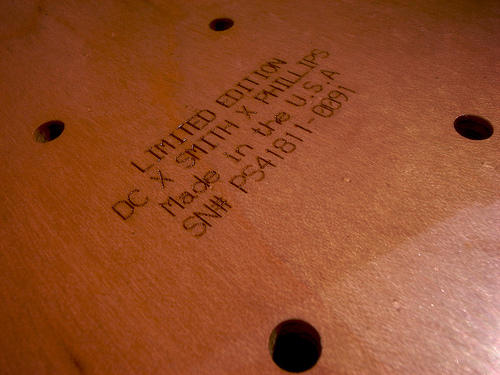 LIMITED EDITION
DC X SMITH X PHILLIPS
Made in the U.S.A
SN# PS41811-0091